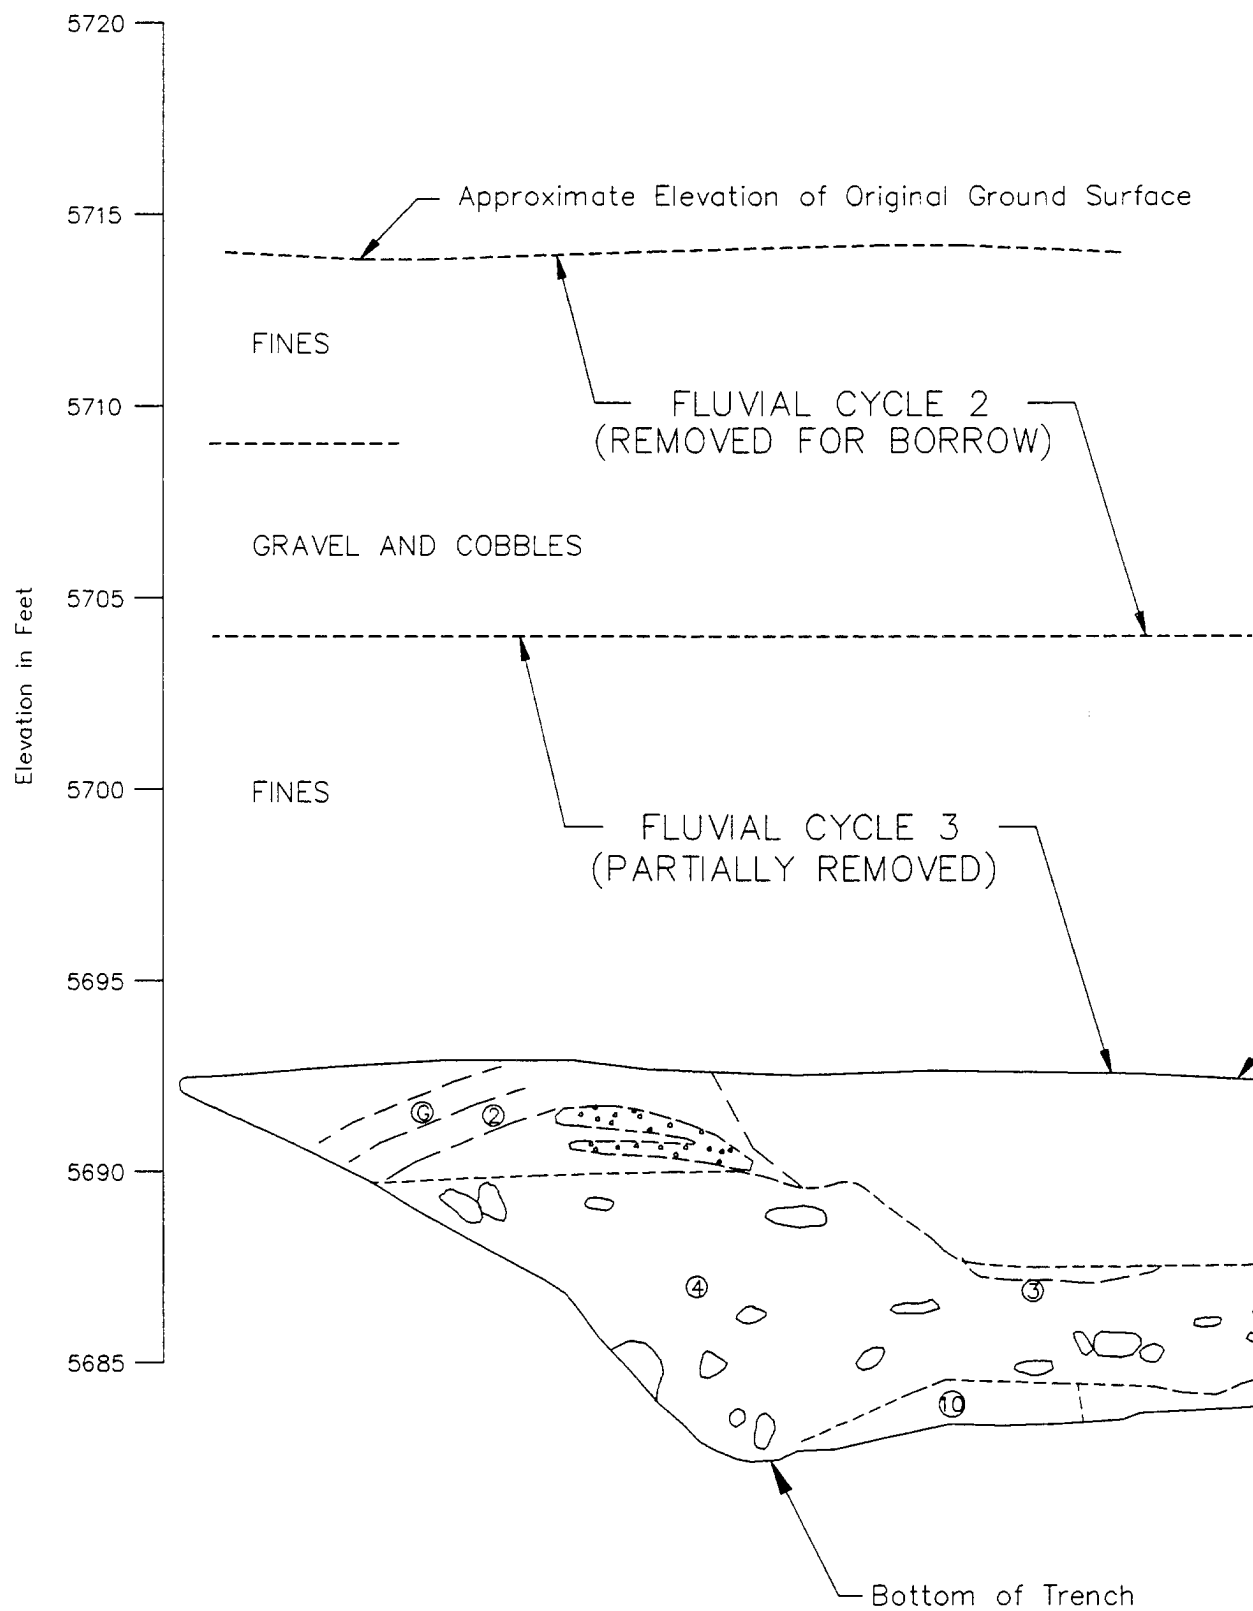 5720
Approximate Elevation of Original Ground Surface
5715
FINES
5710
FLUVIAL CYCLE 2
(REMOVED FOR BORROW)
GRAVEL AND COBBLES
5705
Elevation in Feet
5700
FINES
FLUVIAL CYCLE 3
(PARTIALLY REMOVED)
5695
G
2
5690
4
3
5685
10
Bottom of Trench